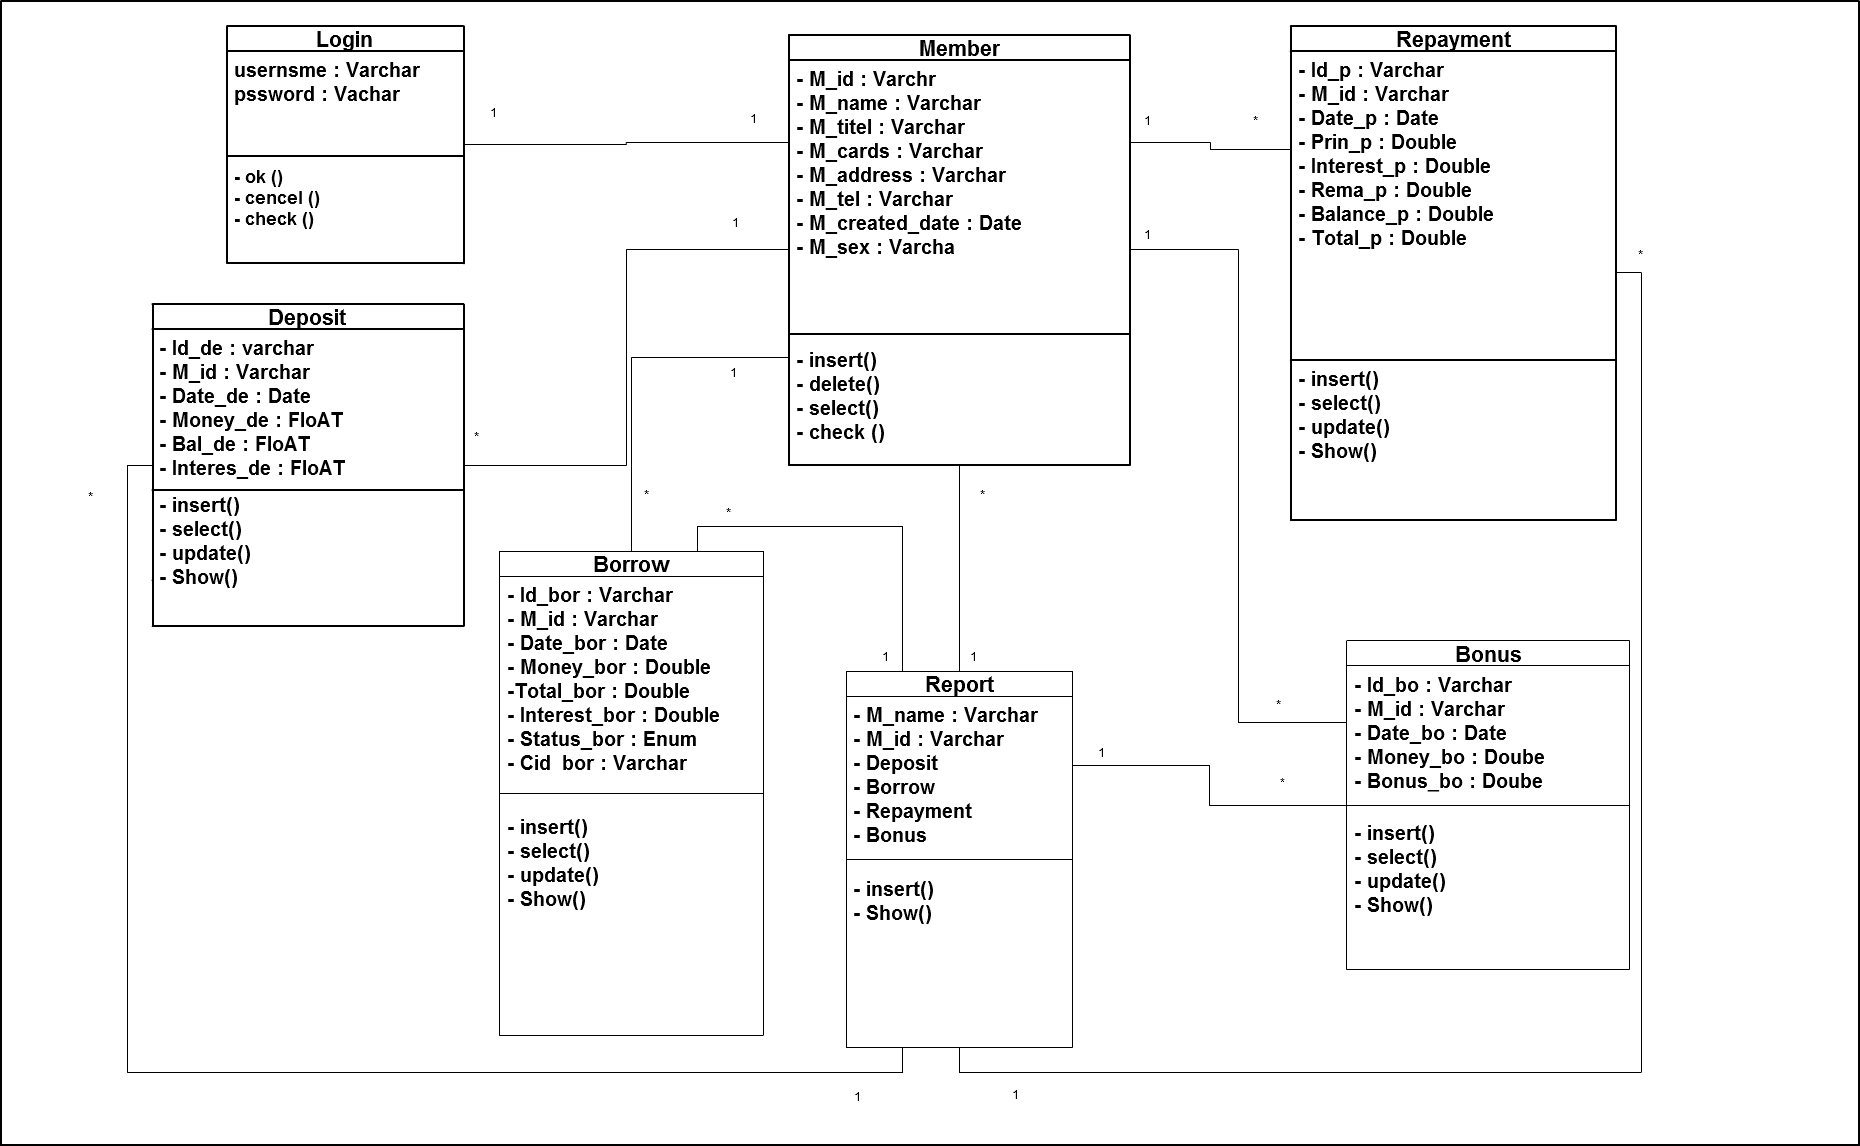 Login
usernsme : Varchar
pssword : Vachar
- ok ()
- cencel ()
- check ()
1
1
Member
- M_id : Varchr
- M_name : Varchar
- M_titel : Varchar
- M_cards : Varchar
- M_address : Varchar
- M_tel : Varchar
- M_created_date : Date
- M_sex : Varcha
- insert()
- delete()
- select()
- check ()
1
*
Repayment
- Id_p : Varchar
- M_id : Varchar
- Date_p : Date
- Prin_p : Double
- Interest_p : Double
- Rema_p : Double
- Balance_p : Double
- Total_p : Double
- insert()
- select()
- update()
- Show()
1
1
*
1
Deposit
- Id_de : varchar
- M_id : Varchar
- Date_de : Date
- Money_de : FloAT
- Bal_de : FloAT
- Interes_de : FloAT
- insert()
- select()
- update()
- Show()
*
*
*
*
*
Borrow
- Id_bor : Varchar
- M_id : Varchar
- Date_bor : Date
- Money_bor : Double
-Total_bor : Double
- Interest_bor : Double
- Status_bor : Enum
- Cid_bor : Varchar
- insert()
- select()
- update()
- Show()
1
1
Report
- M_name : Varchar
- M_id : Varchar
- Deposit
- Borrow
- Repayment
- Bonus
- insert()
- Show()
*
1
*
Bonus
- Id_bo : Varchar
- M_id : Varchar
- Date_bo : Date
- Money_bo : Doube
- Bonus_bo : Doube
- insert()
- select()
- update()
- Show()
1
1